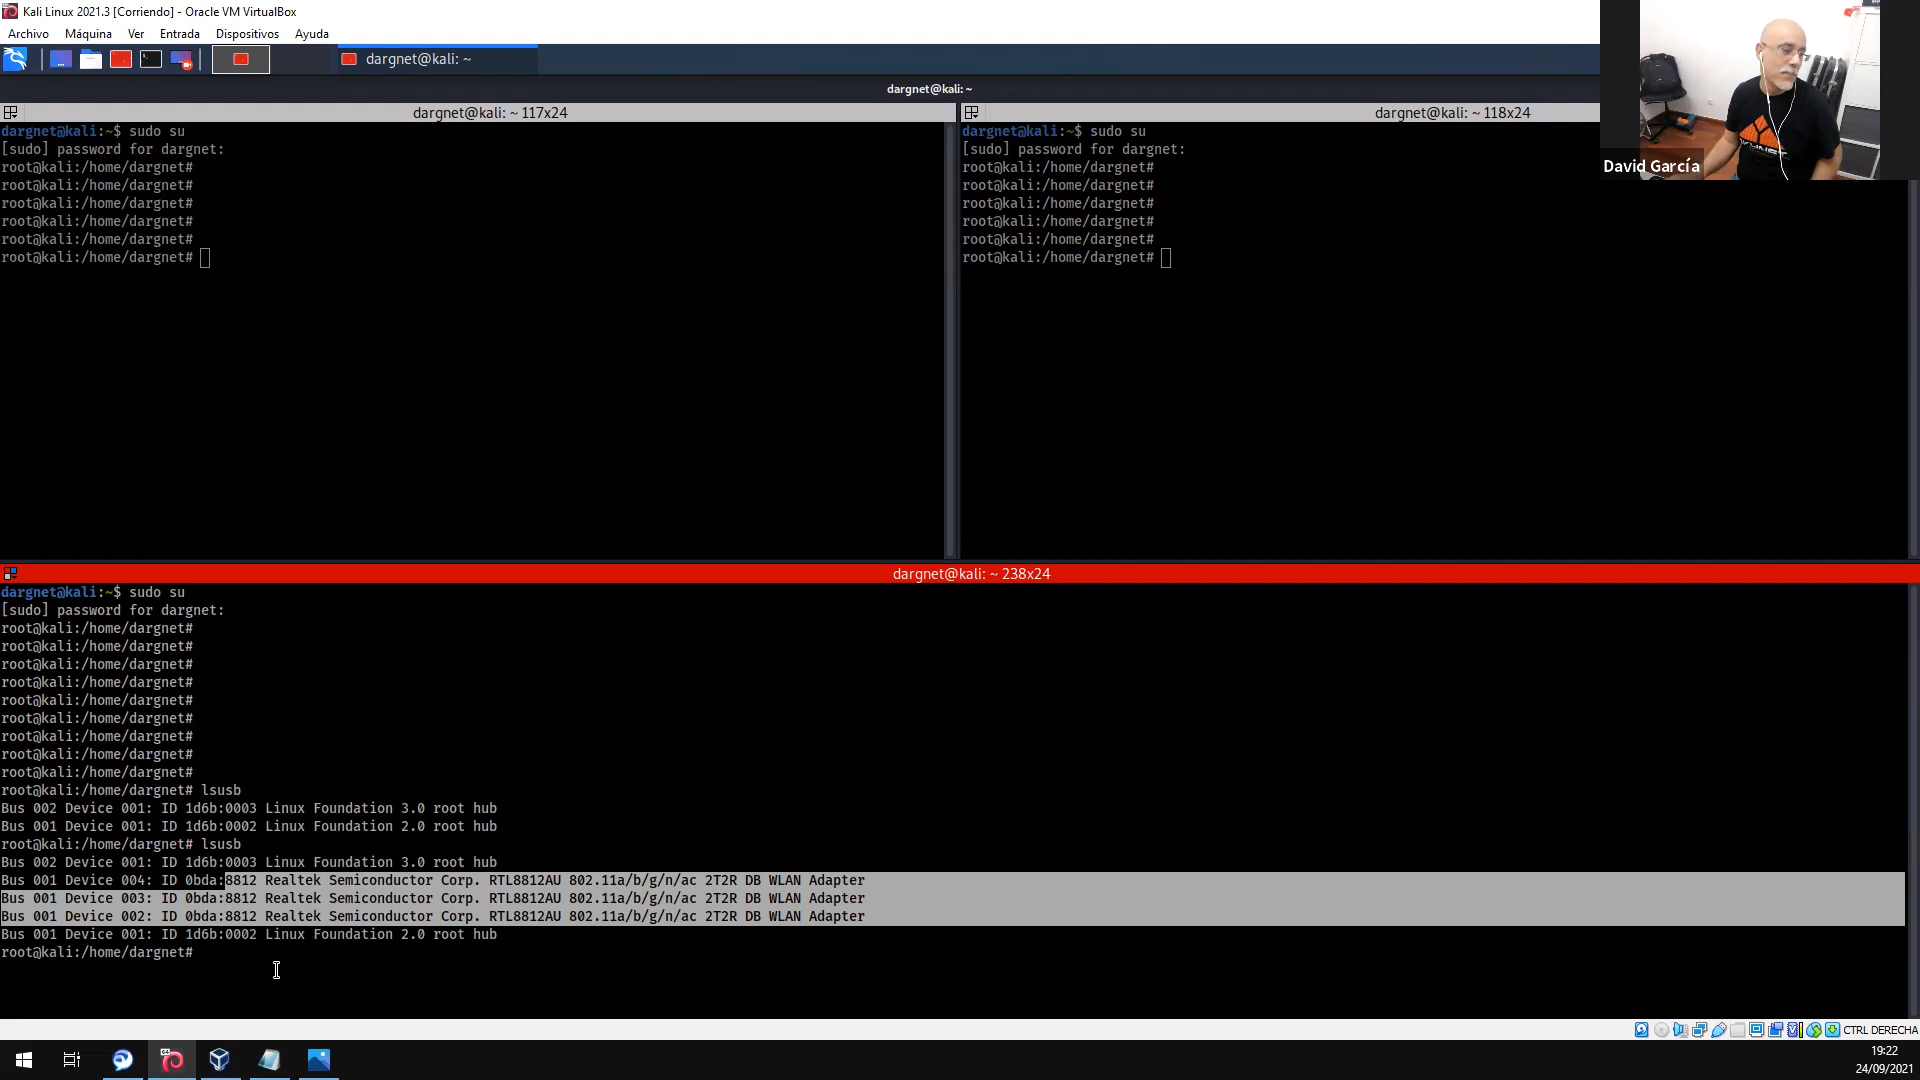 Kali Linux 2021.3 [Corriendo] - Oracle VM VirtualBox
Archivo Máquina Ver Entrada Dispositivos Ayuda
dargnet@kali: ~
dargnet@kali: ~
dargnet@kali: ~ 117x24
dargnet@kali:~$ sudo su
[sudo] password for dargnet:
root@kali:/home/dargnet#
root@kali:/home/dargnet#
root@kali:/home/dargnet#
root@kali:/home/dargnet#
root@kali:/home/dargnet#
root@kali:/home/dargnet#
dargnet@kali: ~ 118x24
dargnet@kali:~$ sudo su
[sudo] password for dargnet:
root@kali:/home/dargnet#
root@kali:/home/dargnet#
root@kali:/home/dargnet#
root@kali:/home/dargnet#
root@kali:/home/dargnet#
root@kali:/home/dargnet#
David García
dargnet@kali: ~ 238x24
dargnet@kali:~$ sudo su
[sudo] password for dargnet:
root@kali:/home/dargnet#
root@kali:/home/dargnet#
root@kali:/home/dargnet#
root@kali:/home/dargnet#
root@kali:/home/dargnet#
root@kali:/home/dargnet#
root@kali:/home/dargnet#
root@kali:/home/dargnet#
root@kali:/home/dargnet#
root@kali:/home/dargnet# lsusb
Bus 002 Device 001: ID 1d6b:0003 Linux Foundation 3.0 root hub
Bus 001 Device 001: ID 1d6b:0002 Linux Foundation 2.0 root hub
root@kali:/home/dargnet# lsusb
Bus 002 Device 001: ID 1d6b:0003 Linux Foundation 3.0 root hub
Bus 001 Device 004: ID 0bda:8812 Realtek Semiconductor Corp. RTL8812AU 802.11a/b/g/n/ac 2T2R DB WLAN Adapter
Bus 001 Device 003: ID 0bda:8812 Realtek Semiconductor Corp. RTL8812AU 802.11a/b/g/n/ac 2T2R DB WLAN Adapter
Bus 001 Device 002: ID 0bda:8812 Realtek Semiconductor Corp. RTL8812AU 802.11a/b/g/n/ac 2T2R DB WLAN Adapter
Bus 001 Device 001: ID 1d6b:0002 Linux Foundation 2.0 root hub
root@kali:/home/dargnet#
CTRL DERECHA
19:22
24/09/2021